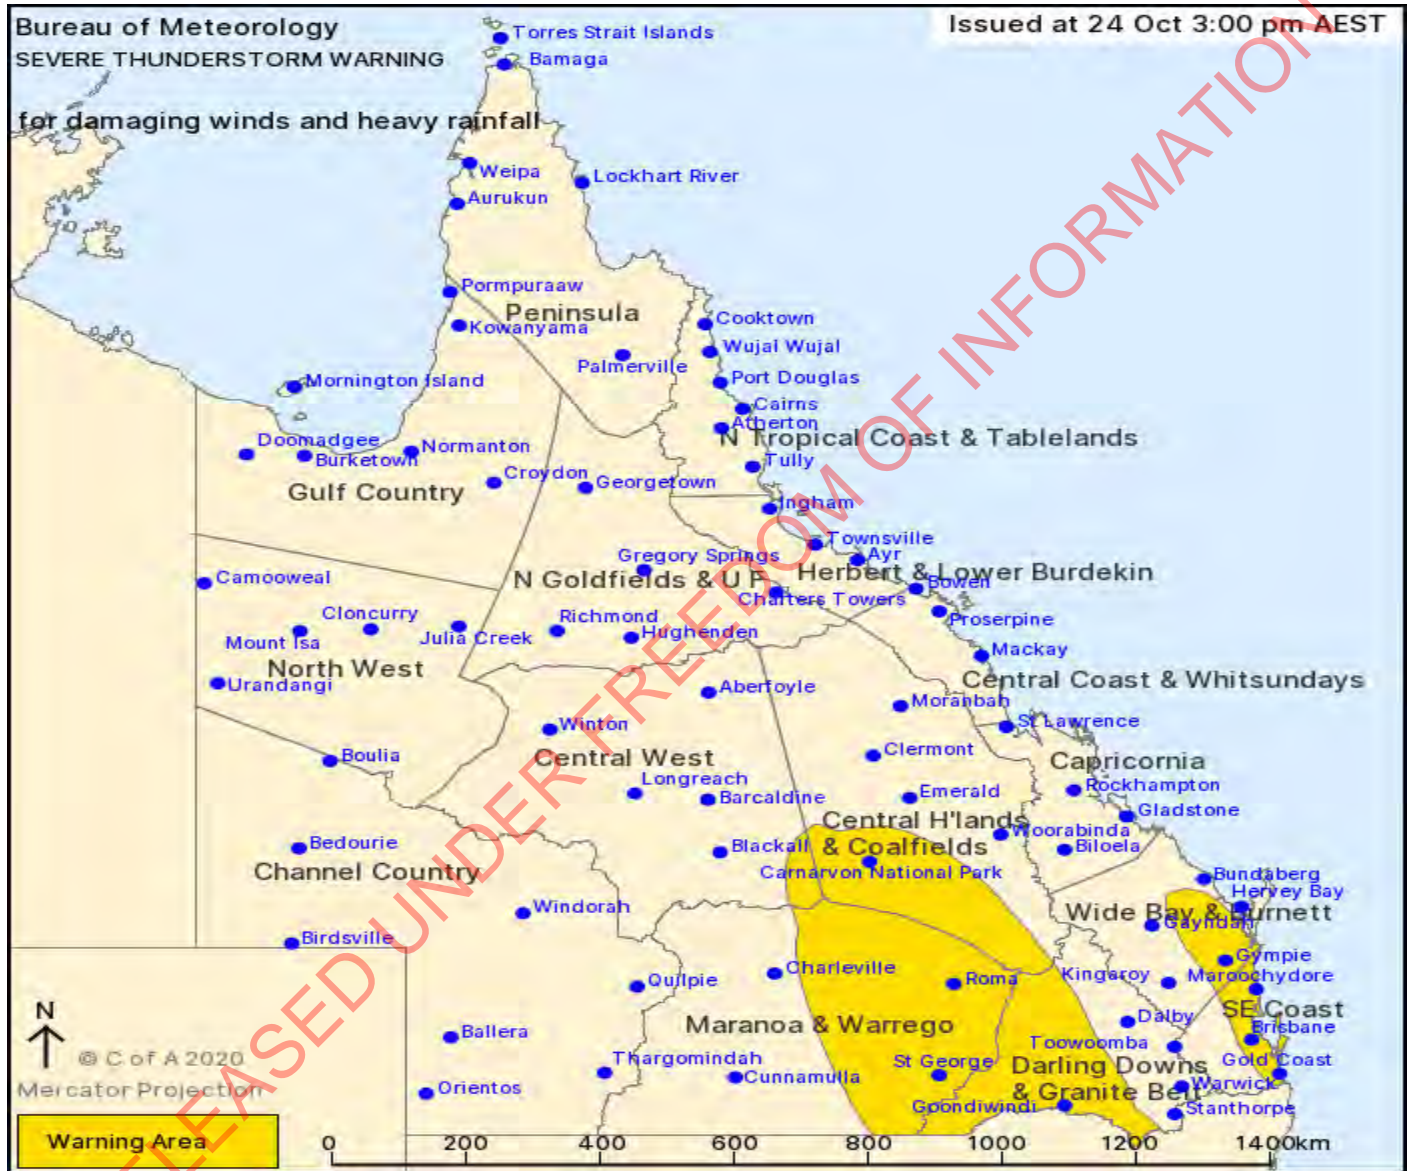 Bureau of Meteorology
Issued at 24 Oct 3:00 pm AEST
SEVERE THUNDERSTORM WARNING
for damaging winds and heavy rainfall
Torres Strait Islands
Bamaga
Weipa
Lockhart River
Aurukun
Pormpuraaw
Peninsula
Kowanyama
Cooktown
Wujal Wujal
Palmerville
Port Douglas
Mornington Island
Cairns
Atherton
N Tropical Coast & Tablelands
Doomadgee
Normanton
Burketown
Tully
Croydon
Georgetown
Gulf Country
Ingham
Townsville
Gregory Springs
Ayr
N Goldfields & U F
Herbert & Lower Burdekin
Camooweal
Bowen
Charters Towers
Cloncurry
Richmond
Proserpine
Mount Isa
Julia Creek
Hughenden
Mackay
North West
Central Coast & Whitsundays
Urandangi
Aberfoyle
Moranbah
Winton
St Lawrence
Boulia
Central West
Clermont
Capricornia
Longreach
Rockhampton
Barcaldine
Emerald
Gladstone
Central H'lands
& Coalfields
Woorabinda
Bedourie
Blackall
Biloela
Channel Country
Carnarvon National Park
Bundaberg
Hervey Bay
Windorah
Wide Bay & Burnett
Gayndah
Birdsville
Gympie
Charleville
Quilpie
Roma
Kingaroy
Maroochydore
N
SE Coast
Maranoa & Warrego
Dalby
Brisbane
Ballera
Toowoomba
© C of A 2020
Thargomindah
Cunnamulla
St George
Darling Downs
& Granite Belt
Gold Coast
Mercator Projection
Orientos
Warwick
Goondiwindi
Stanthorpe
Warning Area
0 200 400 600 800 1000 1200 1400km
RELEASED UNDER FREEDOM OF INFORMATION